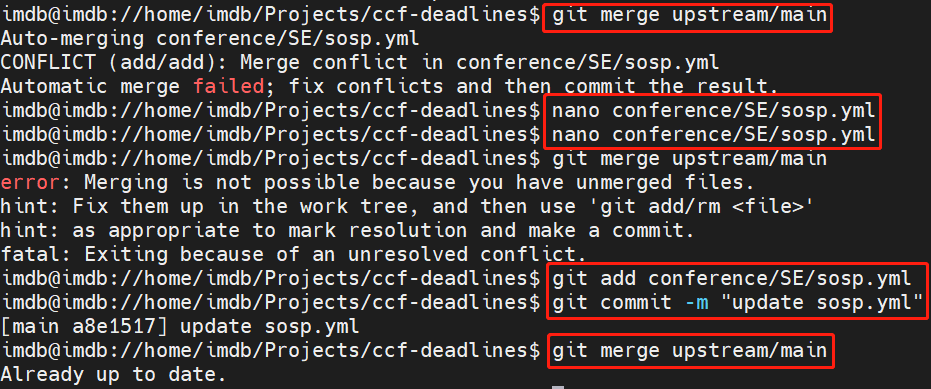 imdb@imdb://home/imdb/Projects/ccf-deadlines$ git merge upstream/main
Auto-merging conference/SE/sosp.yml
CONFLICT (add/add): Merge conflict in conference/SE/sosp.yml
Automatic merge failed; fix conflicts and then commit the result.
imdb@imdb://home/imdb/Projects/ccf-deadlines$ nano conference/SE/sosp.yml
imdb@imdb://home/imdb/Projects/ccf-deadlines$ nano conference/SE/sosp.yml
imdb@imdb://home/imdb/Projects/ccf-deadlines$ git merge upstream/main
error: Merging is not possible because you have unmerged files.
hint: Fix them up in the work tree, and then use 'git add/rm <file>'
hint: as appropriate to mark resolution and make a commit.
fatal: Exiting because of an unresolved conflict.
imdb@imdb://home/imdb/Projects/ccf-deadlines$ git add conference/SE/sosp.yml
imdb@imdb://home/imdb/Projects/ccf-deadlines$ git commit -m "update sosp.yml"
[main a8e1517] update sosp.yml
imdb@imdb://home/imdb/Projects/ccf-deadlines$ git merge upstream/main
Already up to date.